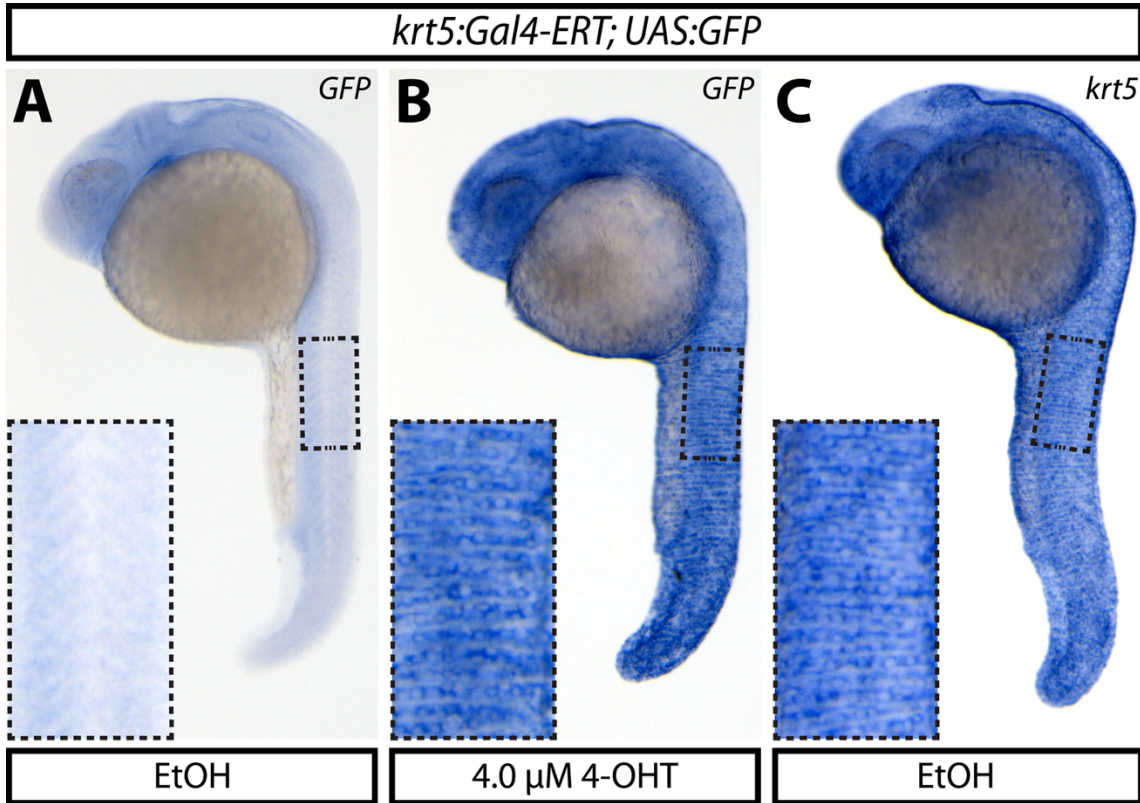 krt5:Gal4-ERT; UAS:GFP
A
GFP
B
GFP
C
krt5
EtOH
4.0 µM 4-OHT
EtOH